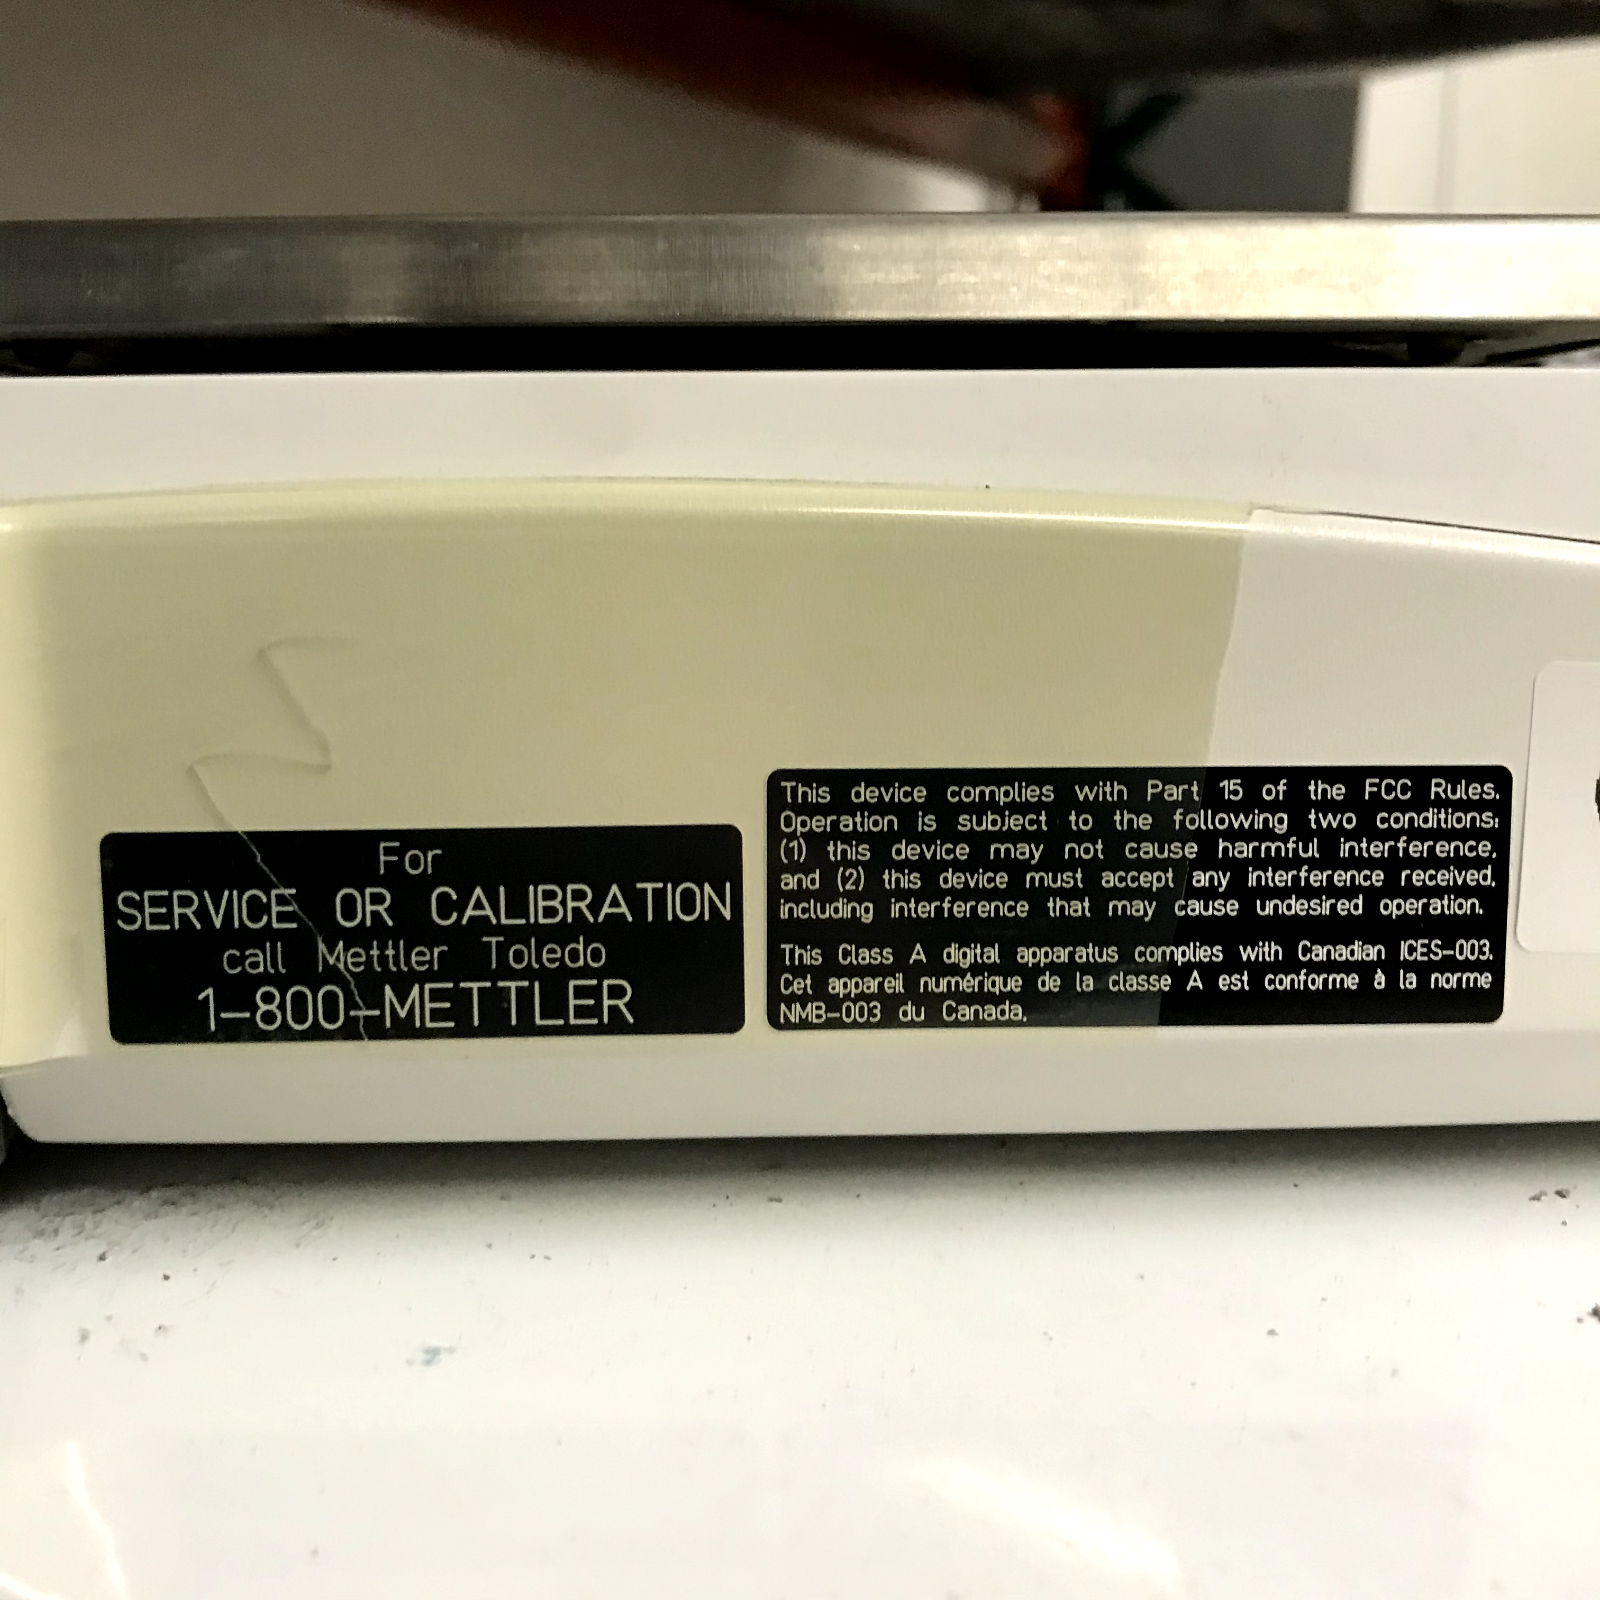 For
SERVICE OR CALIBRATION
call Mettler Toledo
1-800-METTLER
This device complies with Part 15 of the FCC Rules.
Operation is subject to the following two conditions:
(1) this device may not cause harmful interference,
and (2) this device must accept any interference received,
including interference that may cause undesired operation.
This Class A digital apparatus complies with Canadian ICES-003.
Cet appareil numérique de la classe A est conforme à la norme
NMB-003 du Canada.